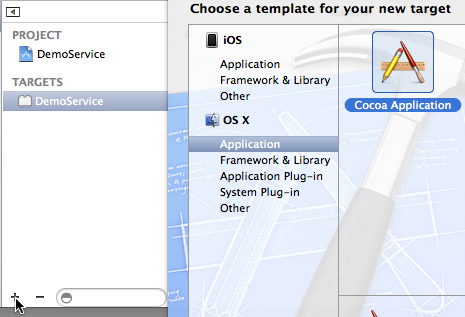 Choose a template for your new target
PROJECT
DemoService
TARGETS
DemoService
iOS
Application
Framework & Library
Other
OS X
Application
Framework & Library
Application Plug-in
System Plug-in
Other
Cocoa Application